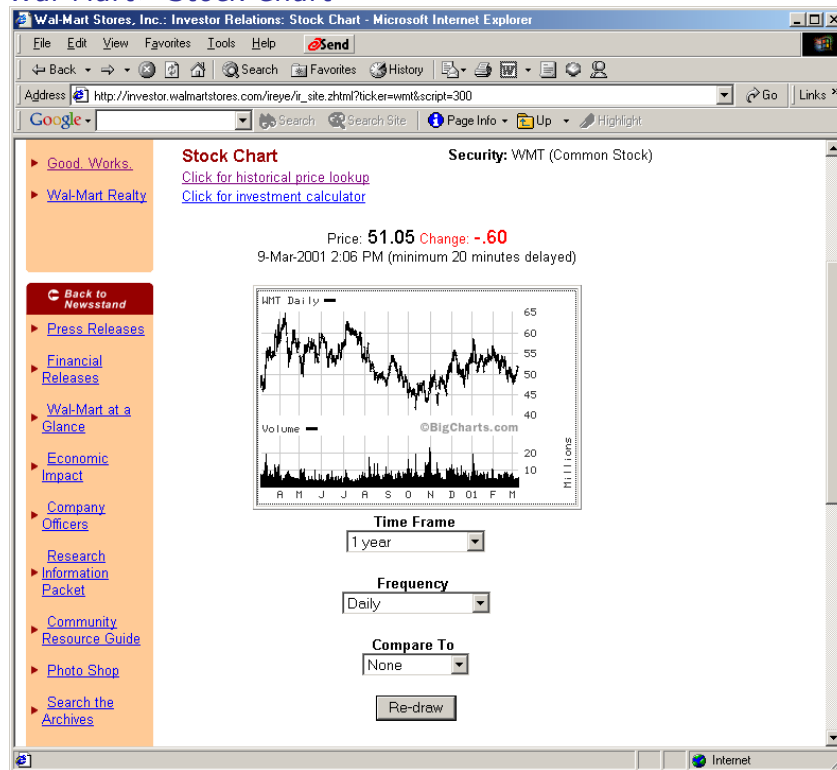 Wal-Mart Stores, Inc.: Investor Relations: Stock Chart - Microsoft Internet Explorer
File Edit View Favorites Tools Help Send
Back Search Favorites History
Address http://investor.walmartstores.com/ireye/ir_site.zhtml?ticker=wmt&script=300 Go Links »
Google Search Search Site Page Info Up Highlight
Good. Works.
Wal-Mart Realty
Back to
Newsstand
Press Releases
Financial
Releases
Wal-Mart at a
Glance
Economic
Impact
Company
Officers
Research
Information
Packet
Community
Resource Guide
Photo Shop
Search the
Archives
Stock Chart Security: WMT (Common Stock)
Click for historical price lookup
Click for investment calculator
Price: 51.05 Change: -.60
9-Mar-2001 2:06 PM (minimum 20 minutes delayed)
WMT Daily
65
60
55
50
45
40
Volume ©BigCharts.com
20
10
Millions
A M J J A S O N D 01 F M
Time Frame
1 year
Frequency
Daily
Compare To
None
Re-draw
Internet